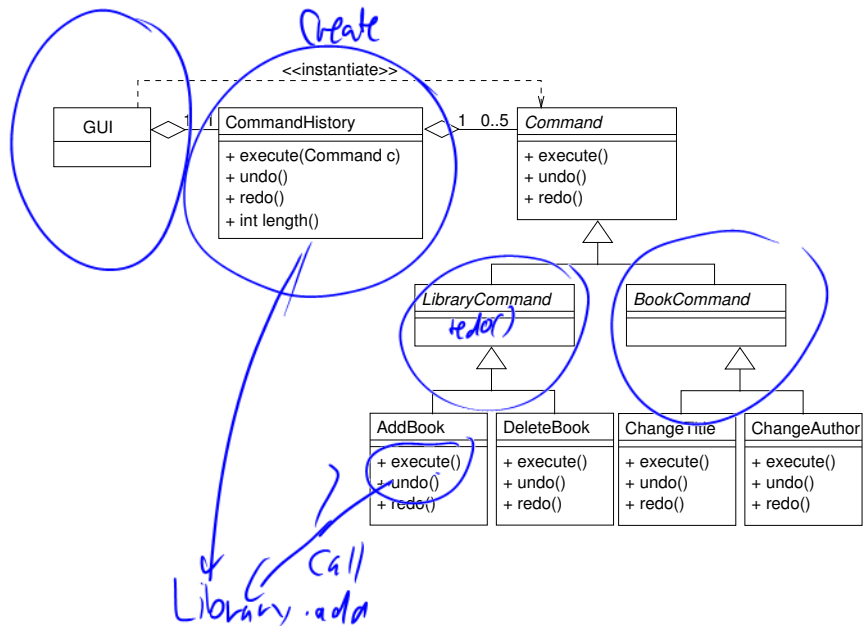 Create
<<instantiate>>
GUI
1 1
CommandHistory
+ execute(Command c)
+ undo()
+ redo()
+ int length()
1 0..5
Command
+ execute()
+ undo()
+ redo()
LibraryCommand
redo()
BookCommand
AddBook
+ execute()
+ undo()
+ redo()
DeleteBook
+ execute()
+ undo()
+ redo()
ChangeTitle
+ execute()
+ undo()
+ redo()
ChangeAuthor
+ execute()
+ undo()
+ redo()
Call
Library.add